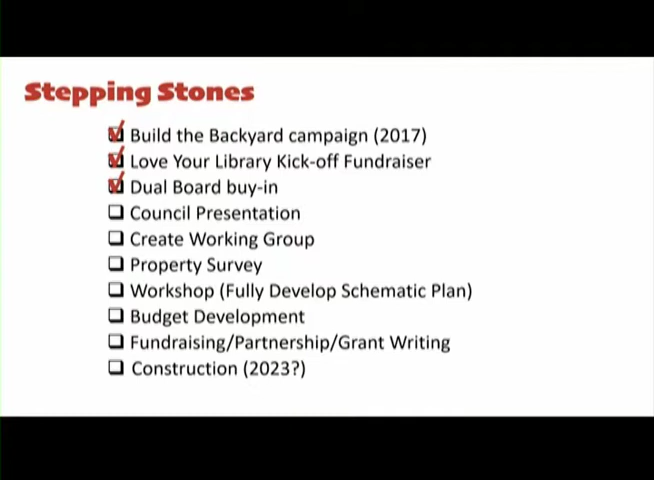 Stepping Stones
Build the Backyard campaign (2017)
Love Your Library Kick-off Fundraiser
Dual Board buy-in
Council Presentation
Create Working Group
Property Survey
Workshop (Fully Develop Schematic Plan)
Budget Development
Fundraising/Partnership/Grant Writing
Construction (2023?)